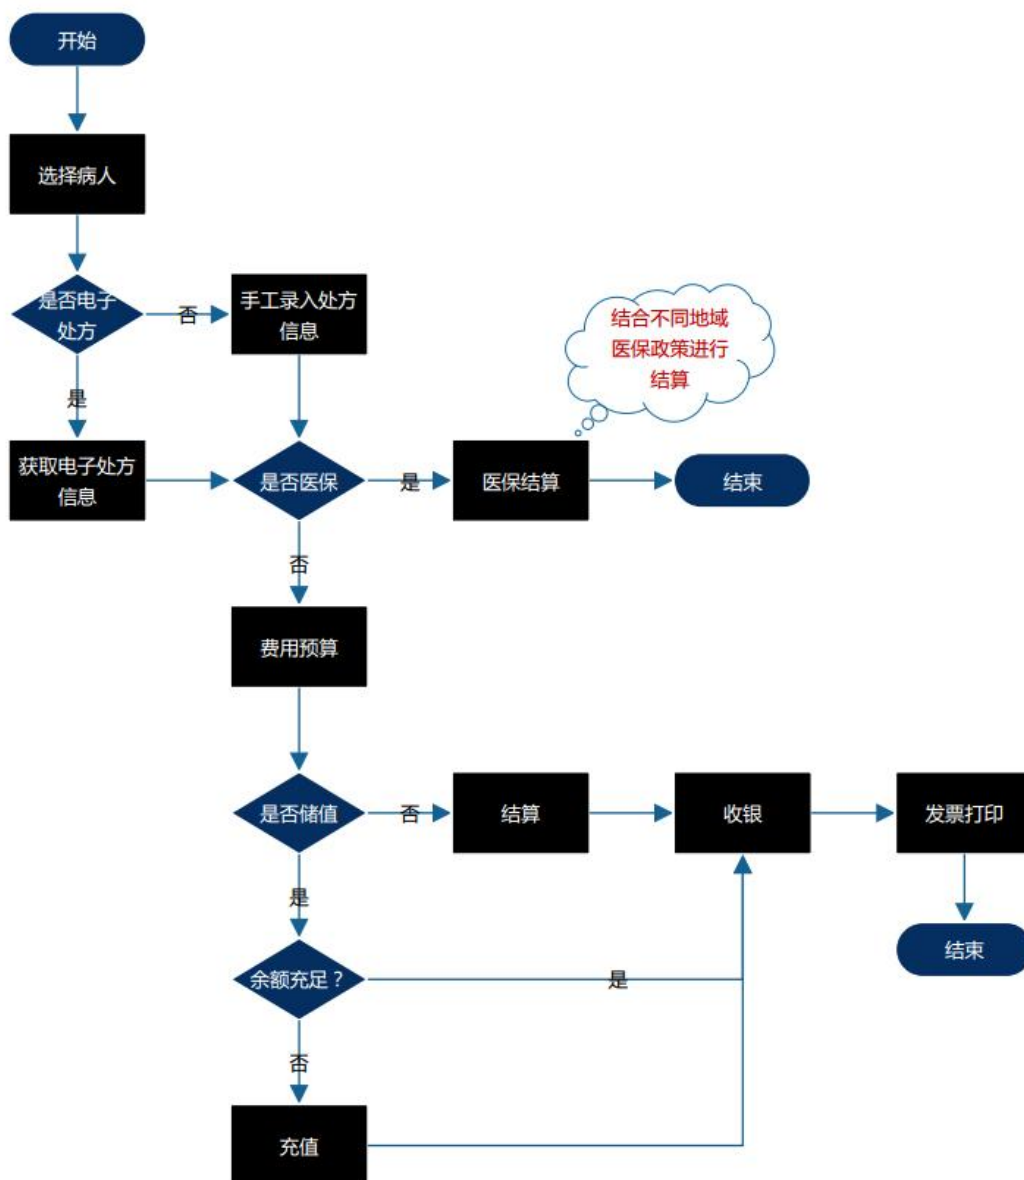 开始
选择病人
是否电子
处方
否
手工录入处方
信息
结合不同地域
医保政策进行
结算
是
获取电子处方
信息
是否医保
是
医保结算
结束
否
费用预算
是否储值
否
结算
收银
发票打印
是
结束
余额充足？
是
否
充值